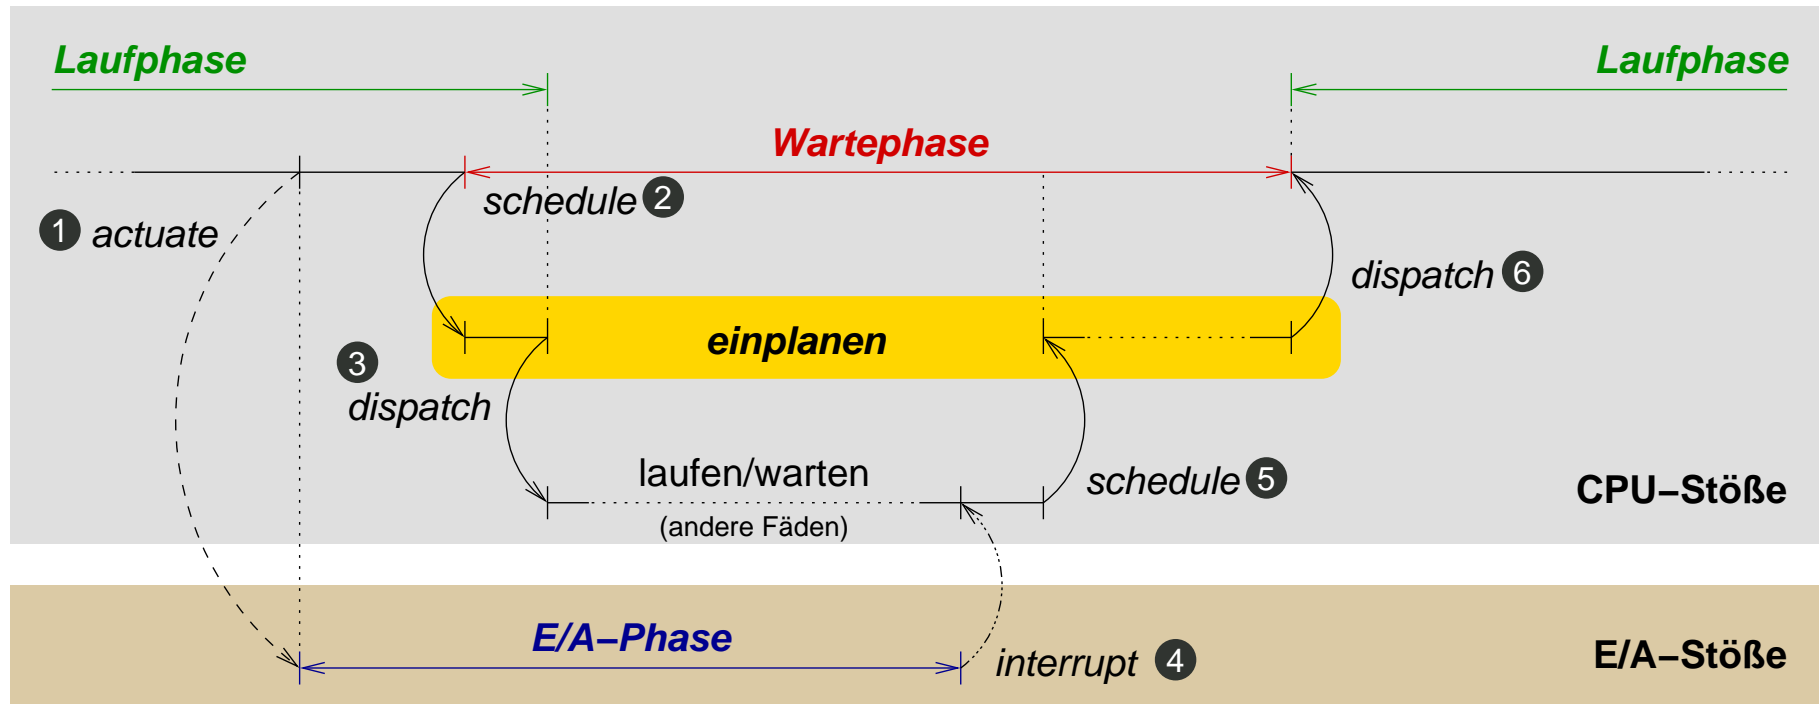 Laufphase
Laufphase
Wartephase
schedule 2
1 actuate
dispatch 6
einplanen
3
dispatch
laufen/warten
schedule 5
CPU–Stöße
(andere Fäden)
E/A–Phase
interrupt 4
E/A–Stöße